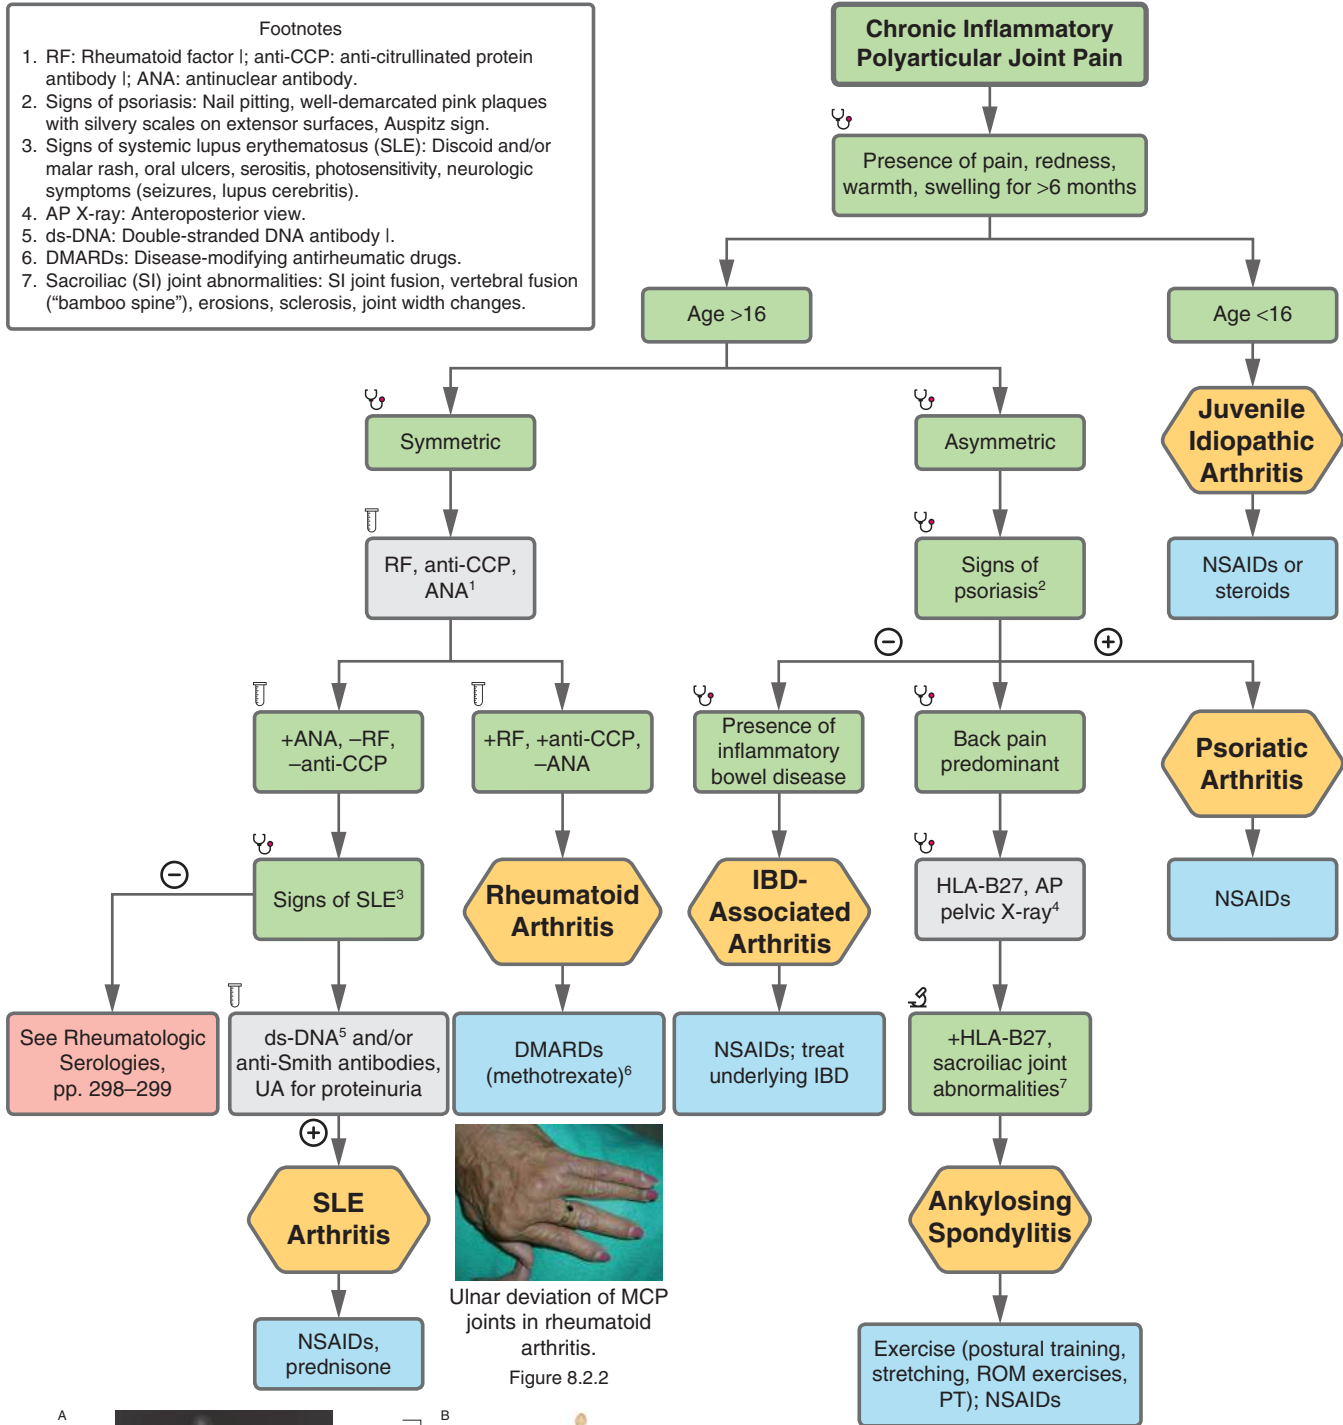 Footnotes
1. RF: Rheumatoid factor |; anti-CCP: anti-citrullinated protein
antibody |; ANA: antinuclear antibody.
2. Signs of psoriasis: Nail pitting, well-demarcated pink plaques
with silvery scales on extensor surfaces, Auspitz sign.
3. Signs of systemic lupus erythematosus (SLE): Discoid and/or
malar rash, oral ulcers, serositis, photosensitivity, neurologic
symptoms (seizures, lupus cerebritis).
4. AP X-ray: Anteroposterior view.
5. ds-DNA: Double-stranded DNA antibody |.
6. DMARDs: Disease-modifying antirheumatic drugs.
7. Sacroiliac (SI) joint abnormalities: SI joint fusion, vertebral fusion
(“bamboo spine”), erosions, sclerosis, joint width changes.
Chronic Inflammatory
Polyarticular Joint Pain
Presence of pain, redness,
warmth, swelling for >6 months
Age >16
Age <16
Symmetric
Asymmetric
Juvenile
Idiopathic
Arthritis
RF, anti-CCP,
ANA¹
Signs of
psoriasis²
NSAIDs or
steroids
−
+
+ANA, –RF,
–anti-CCP
+RF, +anti-CCP,
–ANA
Presence of
inflammatory
bowel disease
Back pain
predominant
Psoriatic
Arthritis
−
Signs of SLE³
Rheumatoid
Arthritis
IBD-
Associated
Arthritis
HLA-B27, AP
pelvic X-ray⁴
NSAIDs
See Rheumatologic
Serologies,
pp. 298–299
ds-DNA⁵ and/or
anti-Smith antibodies,
UA for proteinuria
DMARDs
(methotrexate)⁶
NSAIDs; treat
underlying IBD
+HLA-B27,
sacroiliac joint
abnormalities⁷
+
SLE
Arthritis
Ankylosing
Spondylitis
Ulnar deviation of MCP
joints in rheumatoid
arthritis.
Figure 8.2.2
NSAIDs,
prednisone
Exercise (postural training,
stretching, ROM exercises,
PT); NSAIDs
A
B